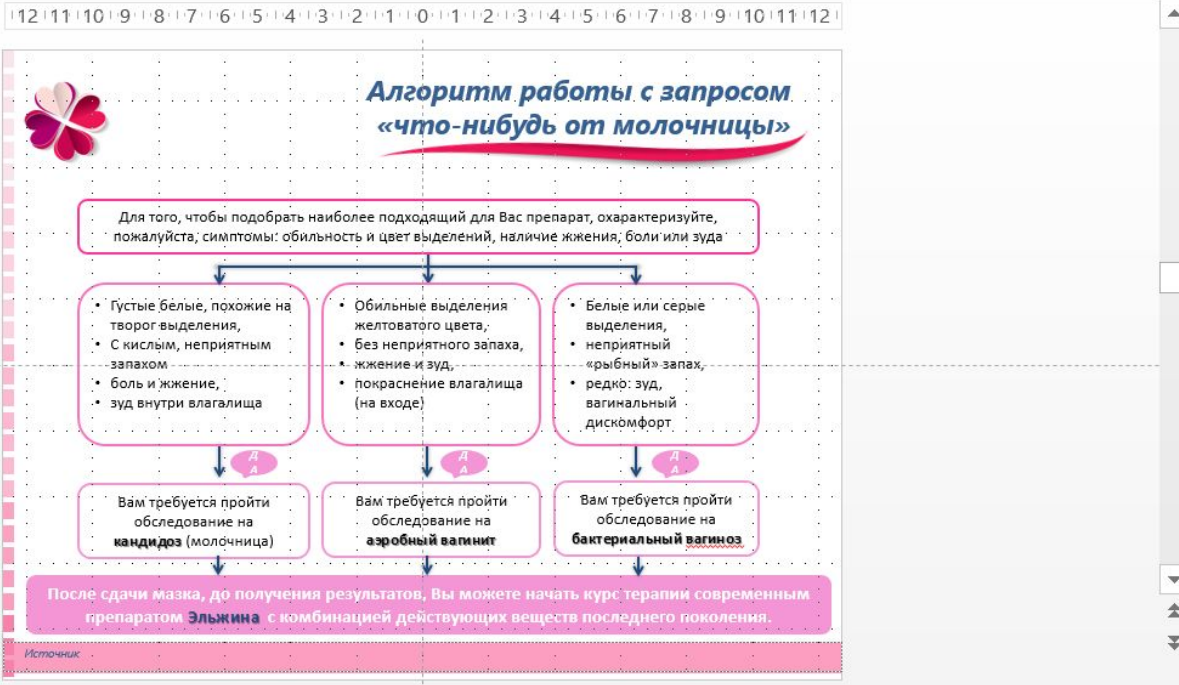 12 11 10 9 8 7 6 5 4 3 2 1 0 1 2 3 4 5 6 7 8 9 10 11 12
Алгоритм работы с запросом
«что-нибудь от молочницы»
Для того, чтобы подобрать наиболее подходящий для Вас препарат, охарактеризуйте,
пожалуйста, симптомы: обильность и цвет выделений, наличие жжения, боли или зуда
• Густые белые, похожие на
творог выделения,
• С кислым, неприятным
запахом
• боль и жжение,
• зуд внутри влагалища
• Обильные выделения
желтоватого цвета,
• без неприятного запаха,
• жжение и зуд,
• покраснение влагалища
(на входе)
• Белые или серые
выделения,
• неприятный
«рыбный» запах,
• редко: зуд,
вагинальный
дискомфорт
Д
А
Д
А
Д
А
Вам требуется пройти
обследование на
кандидоз (молочница)
Вам требуется пройти
обследование на
аэробный вагинит
Вам требуется пройти
обследование на
бактериальный вагиноз
После сдачи мазка, до получения результатов, Вы можете начать курс терапии современным
препаратом Эльжина с комбинацией действующих веществ последнего поколения.
Источник